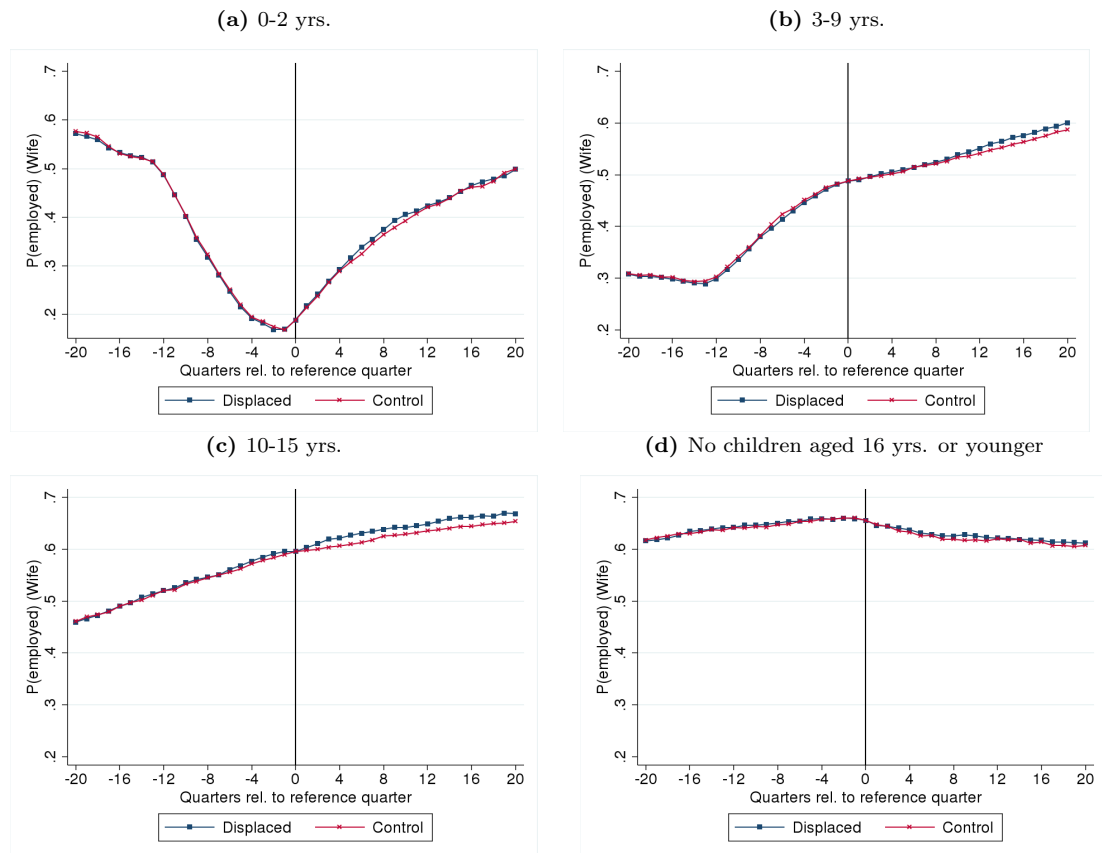 (a) 0-2 yrs.
P(employed) (Wife)
.7
.6
.5
.4
.3
.2
-20 -16 -12 -8 -4 0 4 8 12 16 20
Quarters rel. to reference quarter
Displaced Control
(b) 3-9 yrs.
P(employed) (Wife)
.7
.6
.5
.4
.3
.2
-20 -16 -12 -8 -4 0 4 8 12 16 20
Quarters rel. to reference quarter
Displaced Control
(c) 10-15 yrs.
P(employed) (Wife)
.7
.6
.5
.4
.3
.2
-20 -16 -12 -8 -4 0 4 8 12 16 20
Quarters rel. to reference quarter
Displaced Control
(d) No children aged 16 yrs. or younger
P(employed) (Wife)
.7
.6
.5
.4
.3
.2
-20 -16 -12 -8 -4 0 4 8 12 16 20
Quarters rel. to reference quarter
Displaced Control